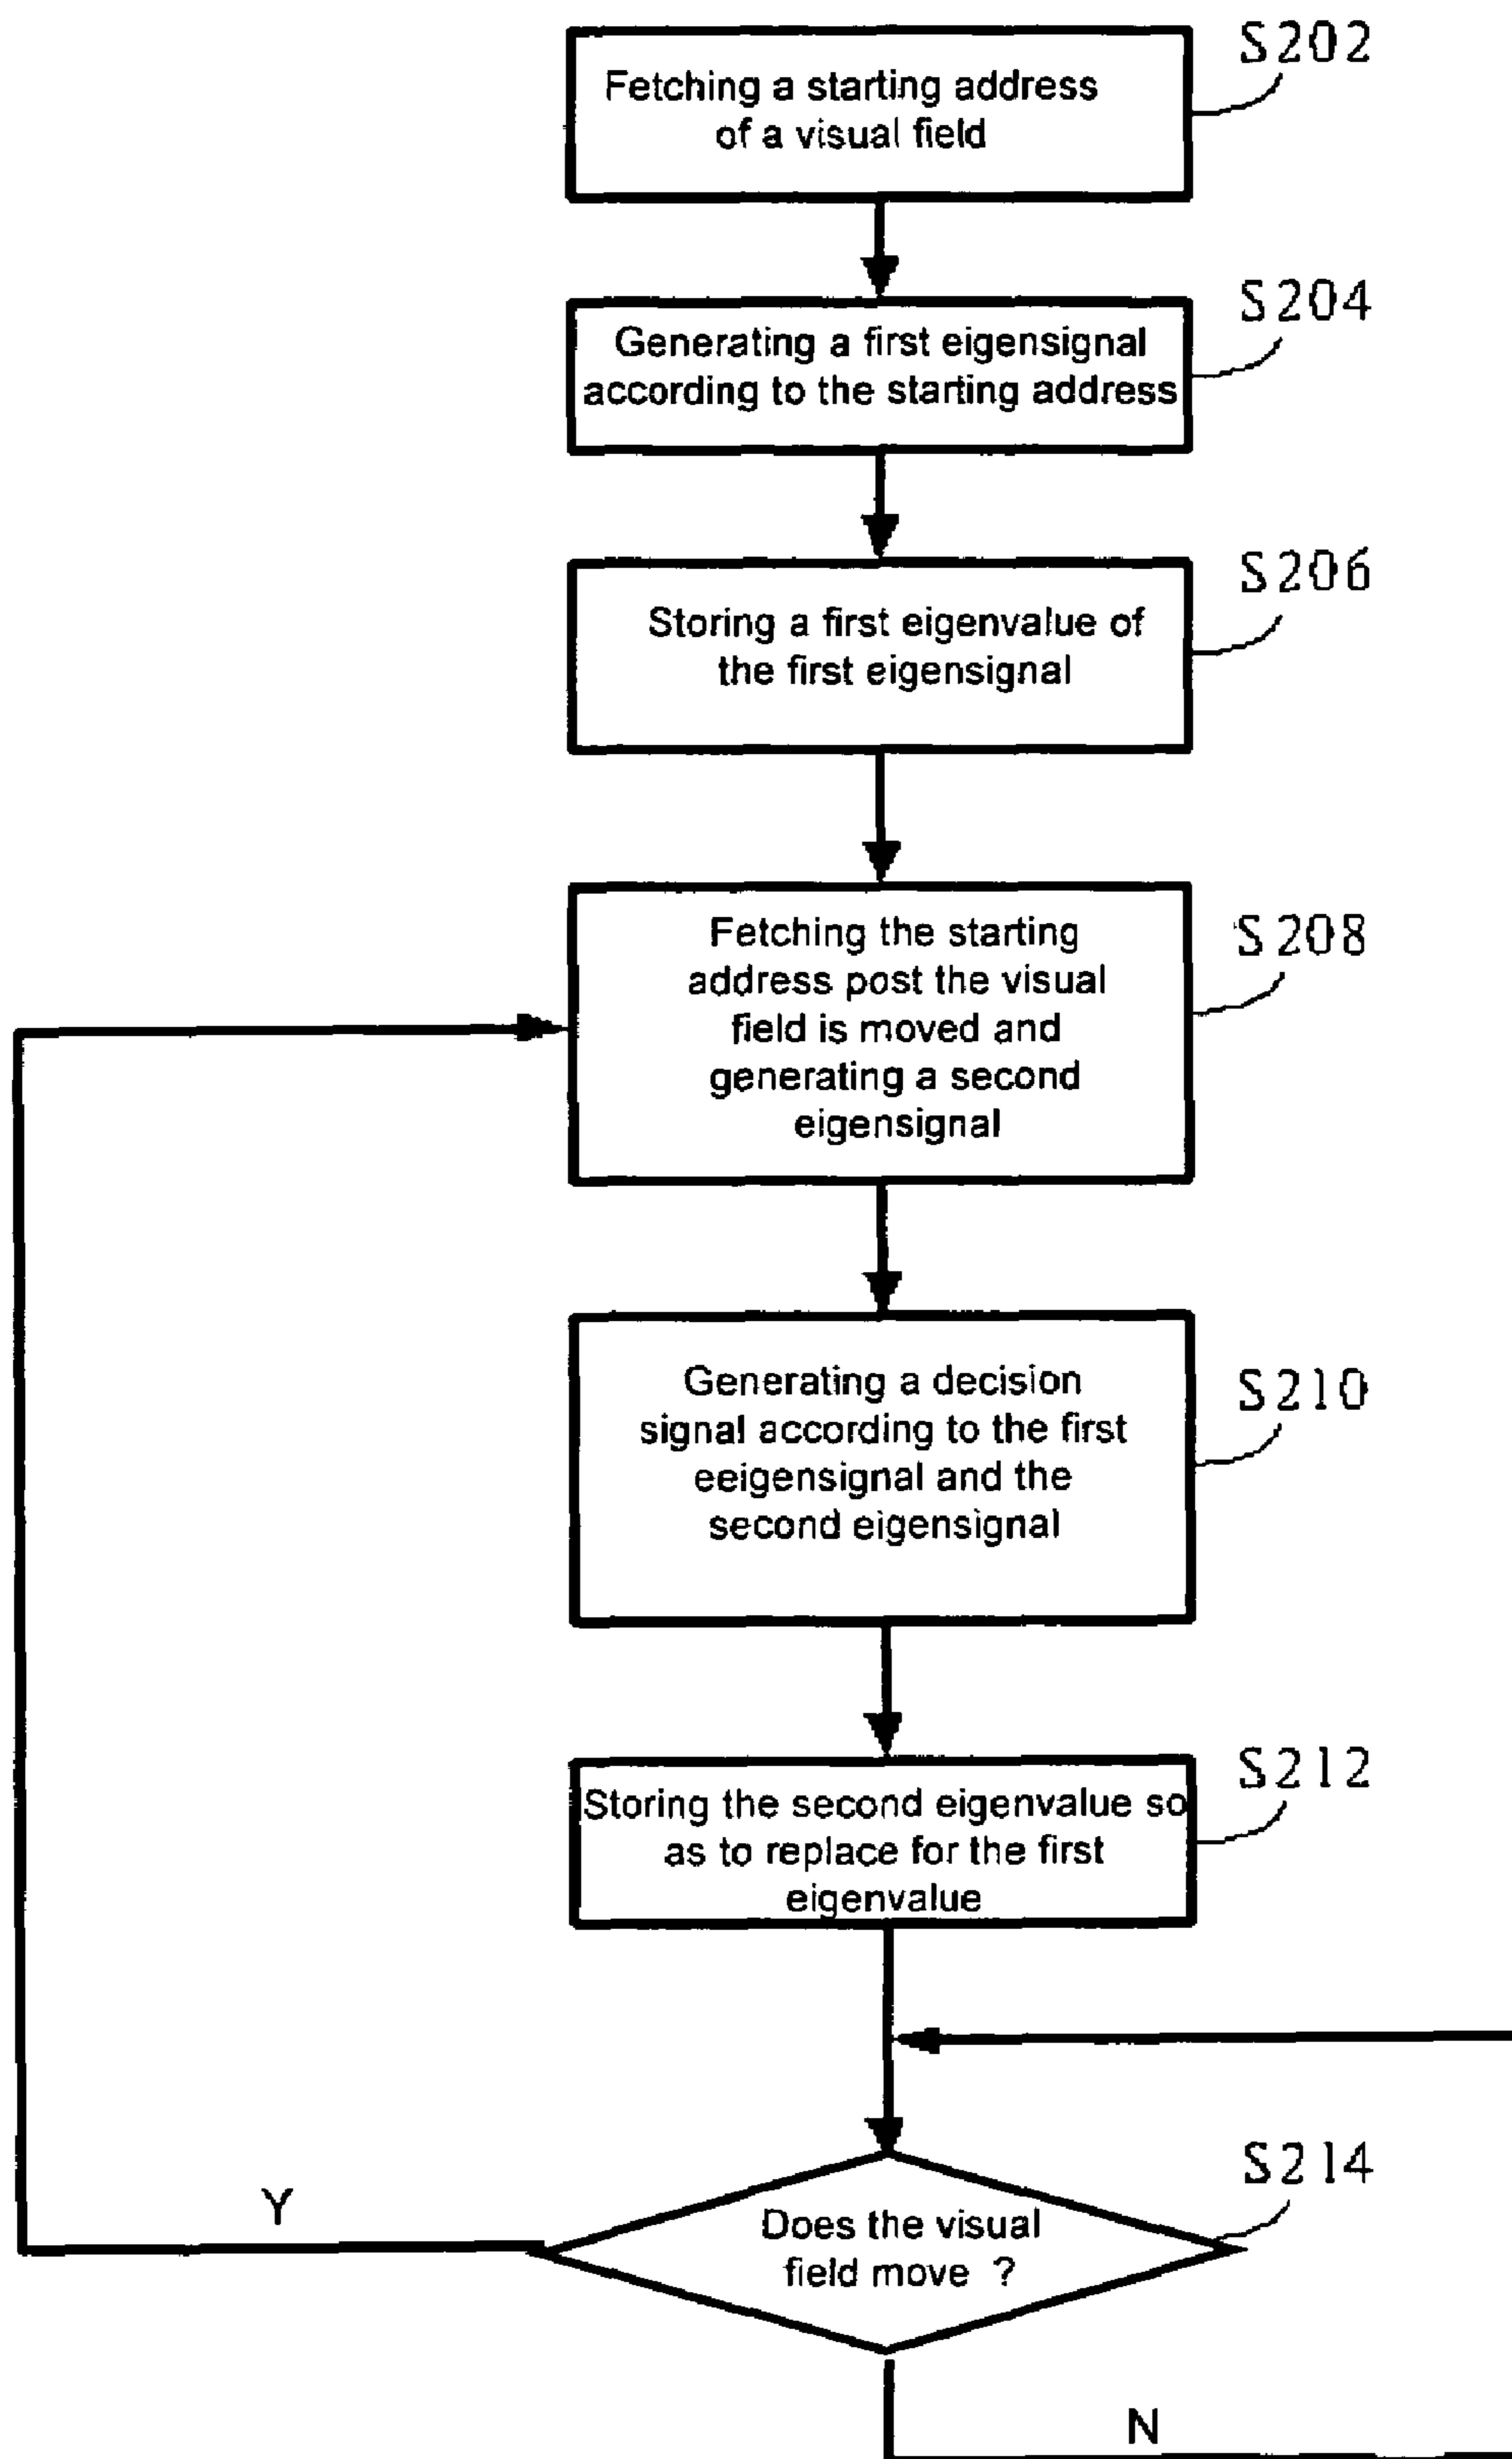 S202
Fetching a starting address
of a visual field
S204
Generating a first eigensignal
according to the starting address
S206
Storing a first eigenvalue of
the first eigensignal
S208
Fetching the starting
address post the visual
field is moved and
generating a second
eigensignal
S210
Generating a decision
signal according to the first
eeigensignal and the
second eigensignal
S212
Storing the second eigenvalue so
as to replace for the first
eigenvalue
S214
Does the visual
field move ?
Y
N